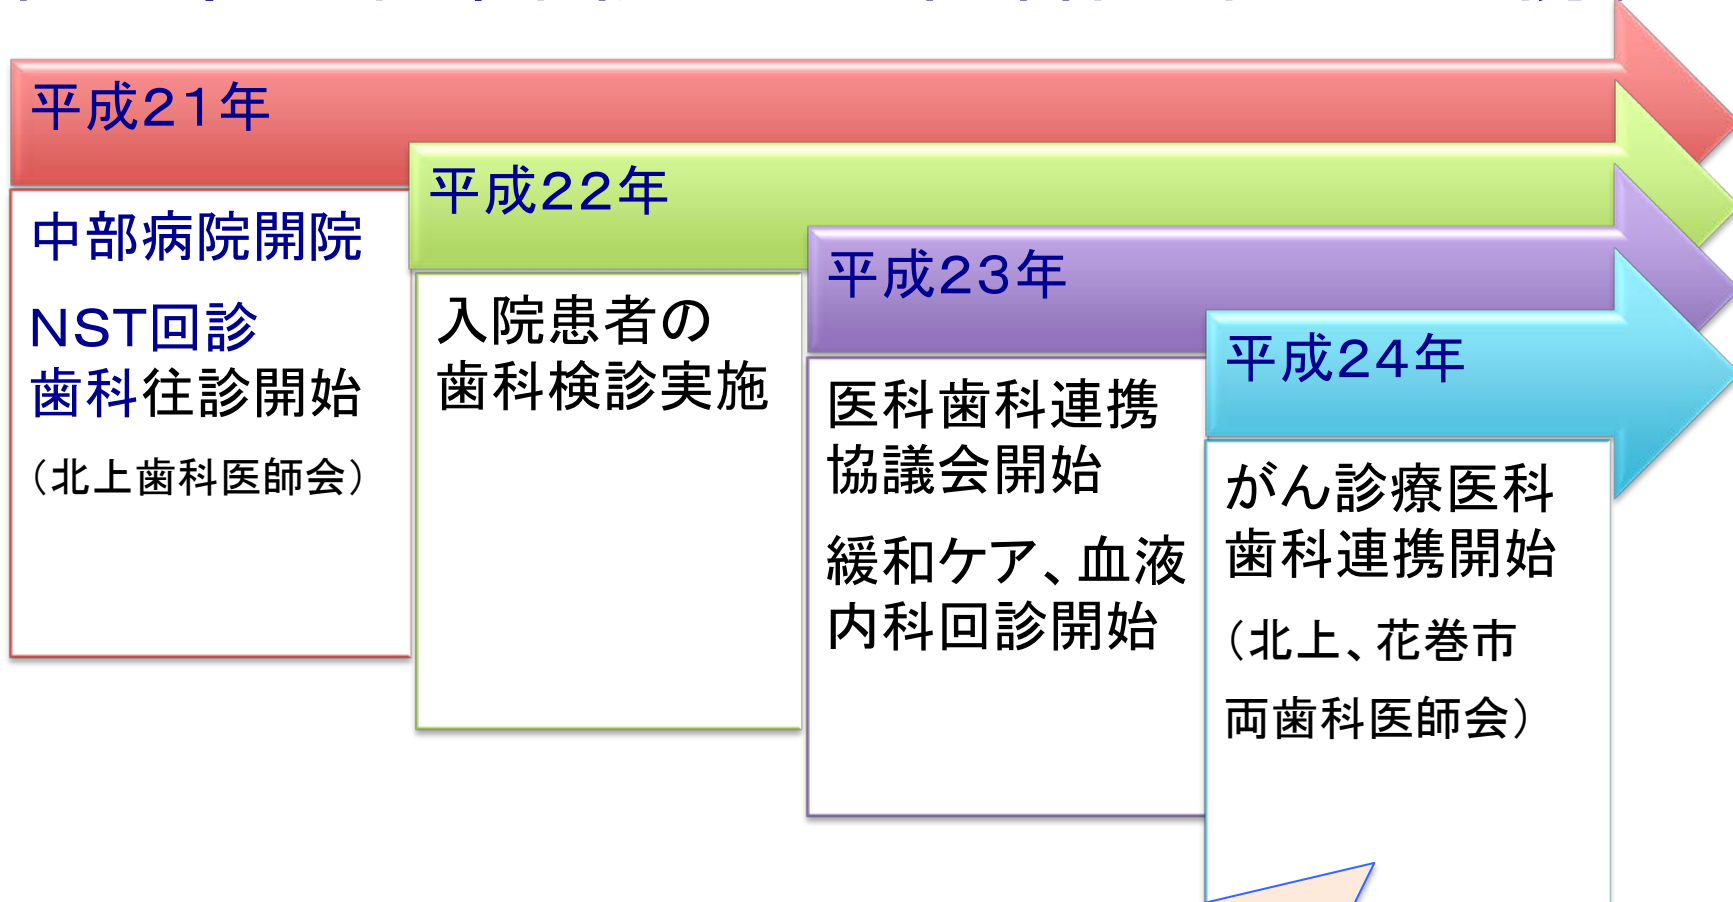 平成２１年
中部病院開院
ＮＳＴ回診
歯科往診開始
（北上歯科医師会）
平成２２年
入院患者の
歯科検診実施
平成２３年
医科歯科連携
協議会開始
緩和ケア、血液
内科回診開始
平成２４年
がん診療医科
歯科連携開始
（北上、花巻市
両歯科医師会）